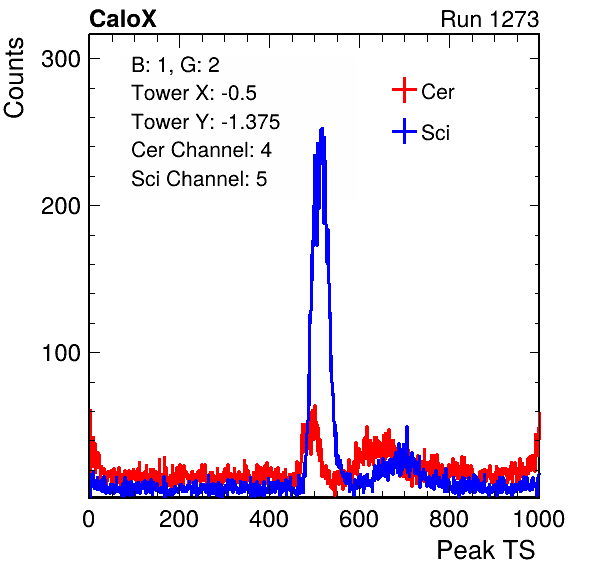 CaloX Run 1273
Counts
300
200
100
B: 1, G: 2
Tower X: -0.5
Tower Y: -1.375
Cer Channel: 4
Sci Channel: 5
Cer
Sci
0 200 400 600 800 1000
Peak TS